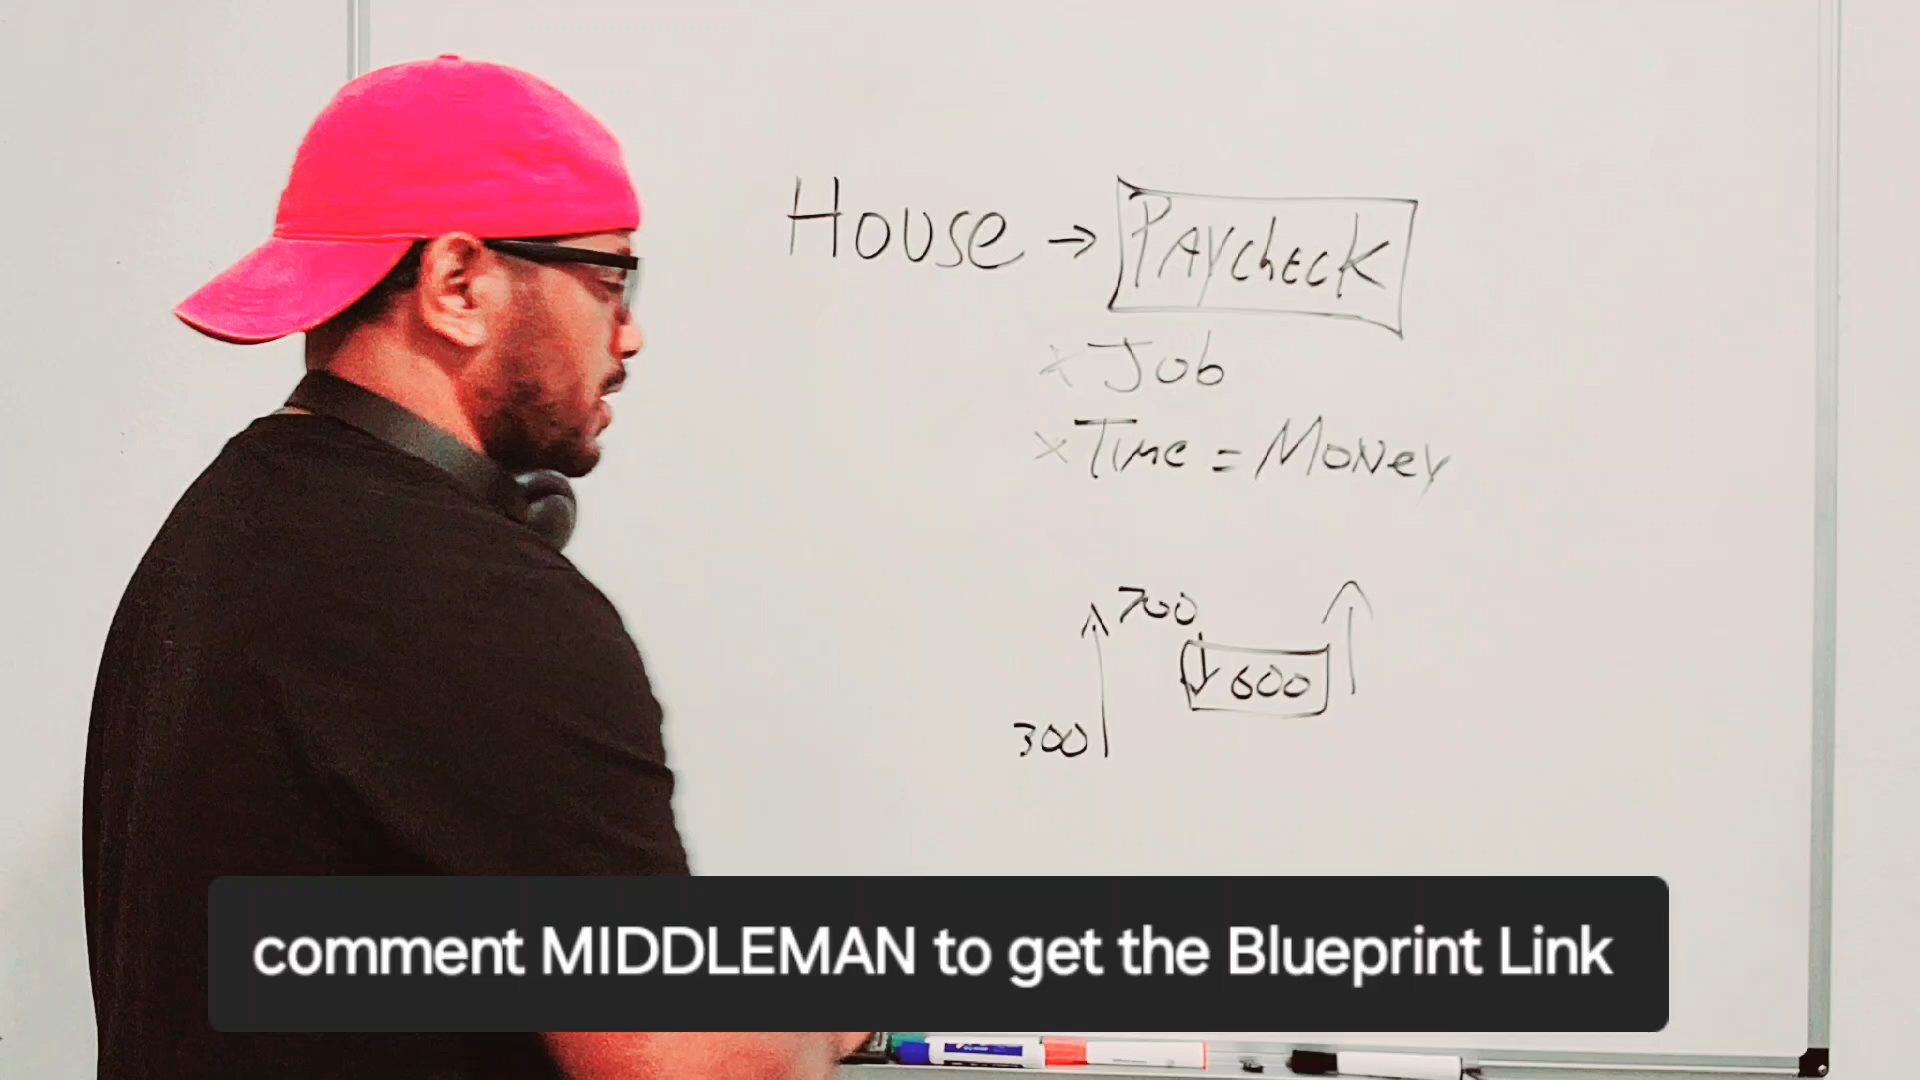 House → Paycheck
x Job
x Time = Money
700
600
300
comment MIDDLEMAN to get the Blueprint Link